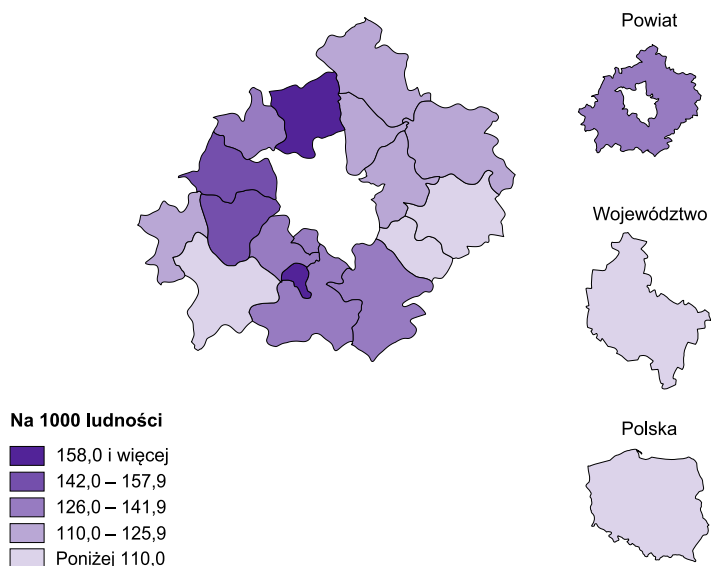 Powiat
Województwo
Polska
Na 1000 ludności
158,0 i więcej
142,0 – 157,9
126,0 – 141,9
110,0 – 125,9
Poniżej 110,0